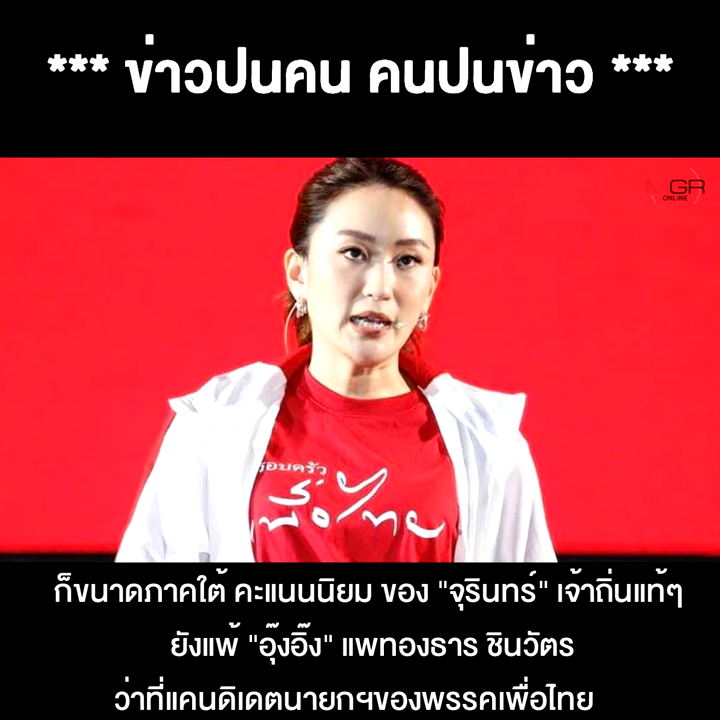 *** ข่าวปนคน คนปนข่าว ***
MGR
ONLINE
ครอบครัว
เพื่อไทย
ก็ขนาดภาคใต้ คะแนนนิยม ของ "จุรินทร์" เจ้าถิ่นแท้ๆ
ยังแพ้ "อุ๊งอิ๊ง" แพทองธาร ชินวัตร
ว่าที่แคนดิเดตนายกฯของพรรคเพื่อไทย